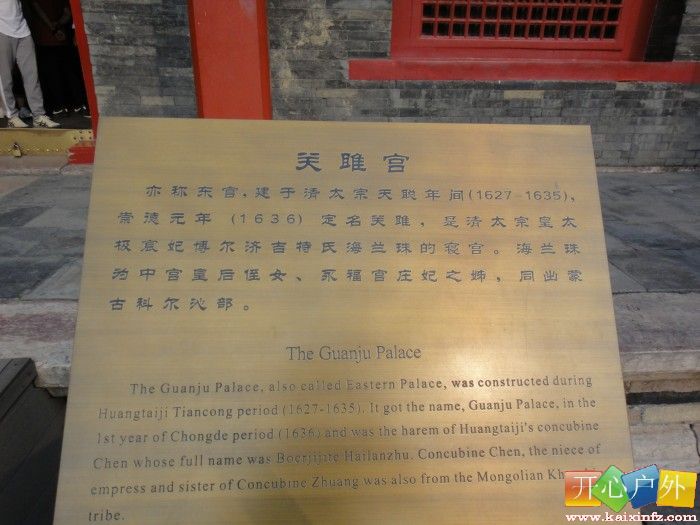 关雎宫
亦称东宫，建于清太宗天聪年间(1627-1635)，
崇德元年 (1636) 定名关雎，是清太宗皇太
极宸妃博尔济吉特氏海兰珠的寝宫。海兰珠
为中宫皇后侄女、永福宫庄妃之姊，同出蒙
古科尔沁部。
The Guanju Palace
The Guanju Palace, also called Eastern Palace, was constructed during
Huangtaiji Tiancong period (1627-1635). It got the name, Guanju Palace, in the
1st year of Chongde period (1636) and was the harem of Huangtaiji's concubine
Chen whose full name was Boerjijite Hailanzhu. Concubine Chen, the niece of
empress and sister of Concubine Zhuang was also from the Mongolian
tribe.
开心户外
www.kaixinfz.com